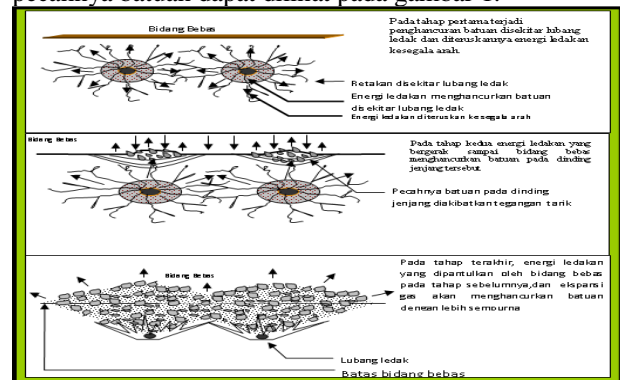 pecahnya batuan dapat dilihat pada gambar 1.
Bidang Bebas
Pada tahap pertama terjadi
penghancuran batuan disekitar lubang
ledak dan diteruskannya energi ledakan
kesegala arah.
Retakan disekitar lubang ledak
Energi ledakan menghancurkan batuan
disekitar lubang ledak
Energi ledakan diteruskan kesegala arah
Bidang Bebas
Pada tahap kedua energi ledakan yang
bergerak sampai bidang bebas
menghancurkan batuan pada dinding
jenjang tersebut
Pecahnya batuan pada dinding
jenjang diakibatkan tegangan tarik
Bidang Bebas
Pada tahap terakhir, energi ledakan
yang dipantulkan oleh bidang bebas
pada tahap sebelumnya,dan ekspansi
gas akan menghancurkan batuan
dengan lebih sempurna
Lubang ledak
Batas bidang bebas